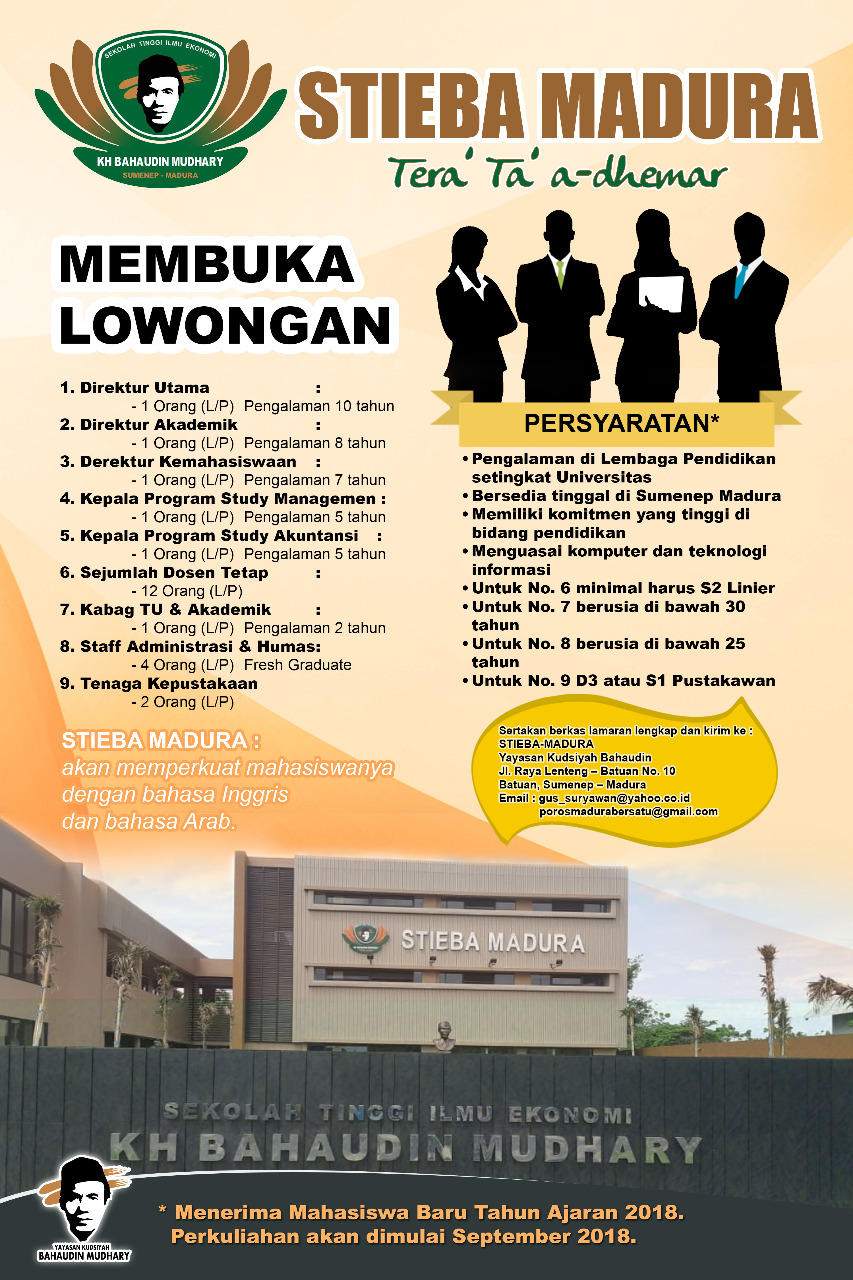 SEKOLAH TINGGI ILMU EKONOMI
KH BAHAUDIN MUDHARY
SUMENEP - MADURA
STIEBA MADURA
Tera' Ta' a-dhemar
MEMBUKA
LOWONGAN
1. Direktur Utama :
- 1 Orang (L/P) Pengalaman 10 tahun
2. Direktur Akademik :
- 1 Orang (L/P) Pengalaman 8 tahun
3. Derektur Kemahasiswaan :
- 1 Orang (L/P) Pengalaman 7 tahun
4. Kepala Program Study Managemen :
- 1 Orang (L/P) Pengalaman 5 tahun
5. Kepala Program Study Akuntansi :
- 1 Orang (L/P) Pengalaman 5 tahun
6. Sejumlah Dosen Tetap :
- 12 Orang (L/P)
7. Kabag TU & Akademik :
- 1 Orang (L/P) Pengalaman 2 tahun
8. Staff Administrasi & Humas:
- 4 Orang (L/P) Fresh Graduate
9. Tenaga Kepustakaan
- 2 Orang (L/P)
STIEBA MADURA :
akan memperkuat mahasiswanya
dengan bahasa Inggris
dan bahasa Arab.
PERSYARATAN*
• Pengalaman di Lembaga Pendidikan
setingkat Universitas
• Bersedia tinggal di Sumenep Madura
• Memiliki komitmen yang tinggi di
bidang pendidikan
• Menguasai komputer dan teknologi
informasi
• Untuk No. 6 minimal harus S2 Linier
• Untuk No. 7 berusia di bawah 30
tahun
• Untuk No. 8 berusia di bawah 25
tahun
• Untuk No. 9 D3 atau S1 Pustakawan
Sertakan berkas lamaran lengkap dan kirim ke :
STIEBA-MADURA
Yayasan Kudsiyah Bahaudin
Jl. Raya Lenteng – Batuan No. 10
Batuan, Sumenep – Madura
Email : gus_suryawan@yahoo.co.id
porosmadurabersatu@gmail.com
STIEBA MADURA
SEKOLAH TINGGI ILMU EKONOMI
KH BAHAUDIN MUDHARY
YAYASAN KUDSIYAH
BAHAUDIN MUDHARY
* Menerima Mahasiswa Baru Tahun Ajaran 2018.
Perkuliahan akan dimulai September 2018.